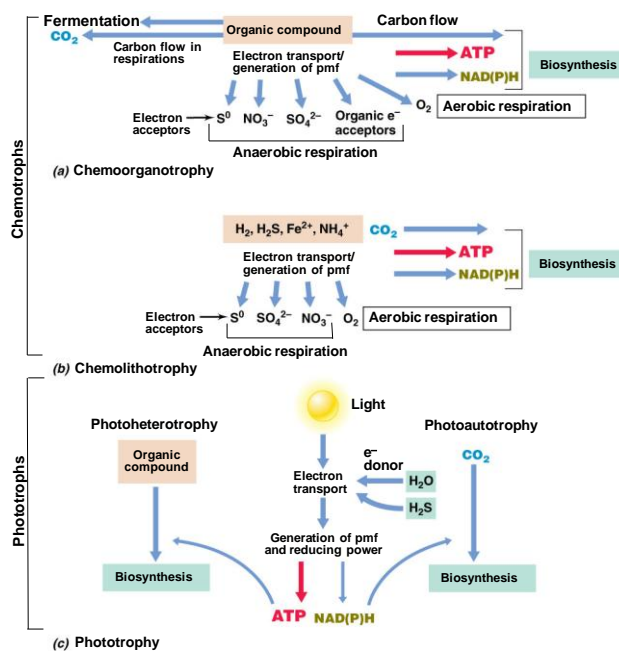 Fermentation
Organic compound
Carbon flow
CO₂
Carbon flow in
respirations
Electron transport/
generation of pmf
ATP
NAD(P)H
Biosynthesis
Electron
acceptors
S⁰
NO₃⁻
SO₄²⁻
Organic e⁻
acceptors
O₂
Aerobic respiration
Anaerobic respiration
(a) Chemoorganotrophy
Chemotrophs
H₂, H₂S, Fe²⁺, NH₄⁺
CO₂
Electron transport/
generation of pmf
ATP
NAD(P)H
Biosynthesis
Electron
acceptors
S⁰
SO₄²⁻
NO₃⁻
O₂
Aerobic respiration
Anaerobic respiration
(b) Chemolithotrophy
Phototrophs
Light
Photoheterotrophy
Photoautotrophy
Organic
compound
e⁻
donor
CO₂
Electron
transport
H₂O
H₂S
Generation of pmf
and reducing power
Biosynthesis
Biosynthesis
ATP
NAD(P)H
(c) Phototrophy